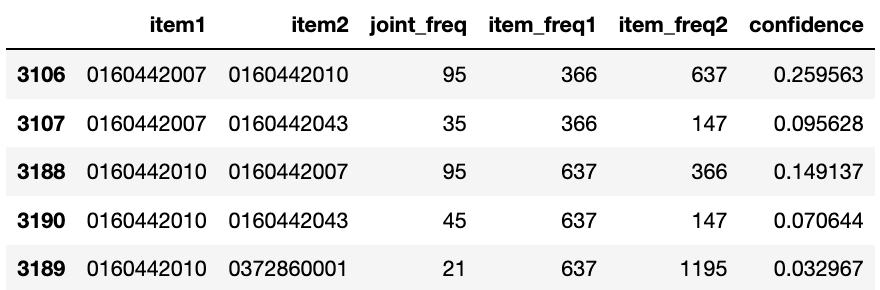 item1 item2 joint_freq item_freq1 item_freq2 confidence
3106 0160442007 0160442010 95 366 637 0.259563
3107 0160442007 0160442043 35 366 147 0.095628
3188 0160442010 0160442007 95 637 366 0.149137
3190 0160442010 0160442043 45 637 147 0.070644
3189 0160442010 0372860001 21 637 1195 0.032967